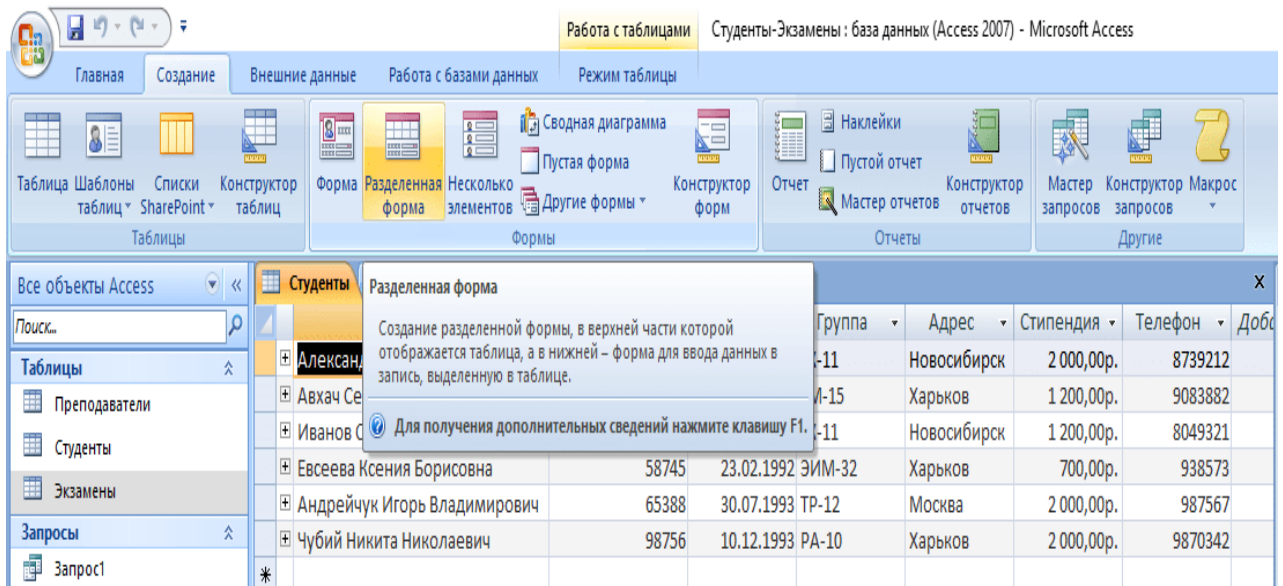 Работа с таблицами Студенты-Экзамены : база данных (Access 2007) - Microsoft Access
Главная Создание Внешние данные Работа с базами данных Режим таблицы
Таблица
Шаблоны таблиц
Списки SharePoint
Конструктор таблиц
Таблицы
Форма
Разделенная форма
Несколько элементов
Сводная диаграмма
Пустая форма
Другие формы
Конструктор форм
Формы
Отчет
Наклейки
Пустой отчет
Мастер отчетов
Конструктор отчетов
Отчеты
Мастер запросов
Конструктор запросов
Макрос
Другие
Все объекты Access
Поиск...
Таблицы
Преподаватели
Студенты
Экзамены
Запросы
Запрос1
Студенты
Разделенная форма
Создание разделенной формы, в верхней части которой
отображается таблица, а в нижней – форма для ввода данных в
запись, выделенную в таблице.
Для получения дополнительных сведений нажмите клавишу F1.
Группа Адрес Стипендия Телефон
-11 Новосибирск 2 000,00р. 8739212
Авхач -15 Харьков 1 200,00р. 9083882
Иванов -11 Новосибирск 1 200,00р. 8049321
Евсеева Ксения Борисовна 58745 23.02.1992 ЭИМ-32 Харьков 700,00р. 938573
Андрейчук Игорь Владимирович 65388 30.07.1993 ТР-12 Москва 2 000,00р. 987567
Чубий Никита Николаевич 98756 10.12.1993 РА-10 Харьков 2 000,00р. 9870342